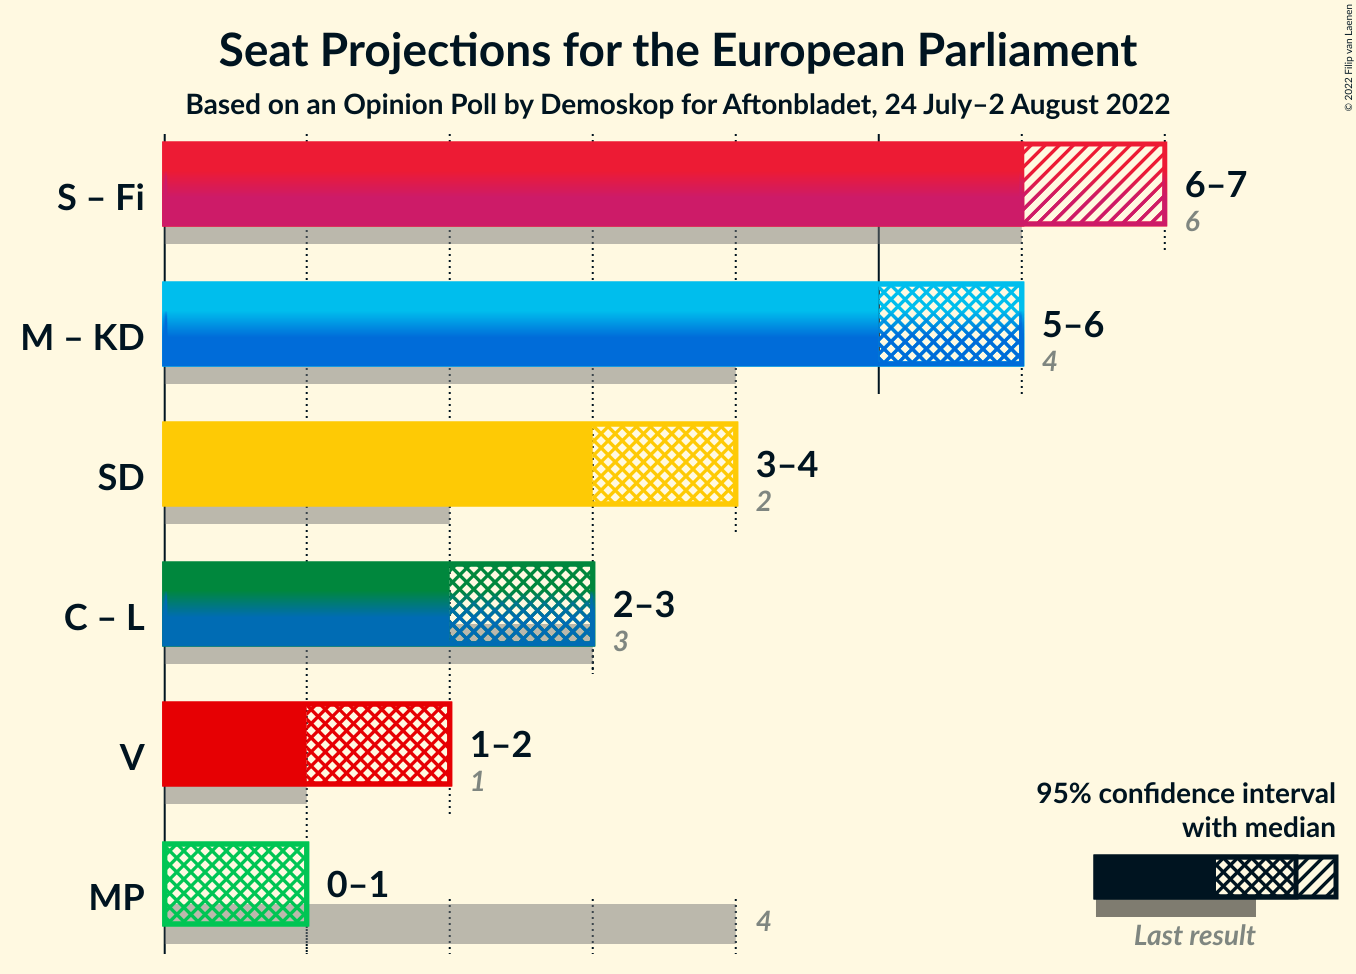 Seat Projections for the European Parliament
Based on an Opinion Poll by Demoskop for Aftonbladet, 24 July–2 August 2022
© 2022 Filip van Laenen
S – Fi
6–7
6
M – KD
5–6
4
SD
3–4
2
C – L
2–3
3
V
1–2
1
MP
0–1
4
95% confidence interval
with median
Last result